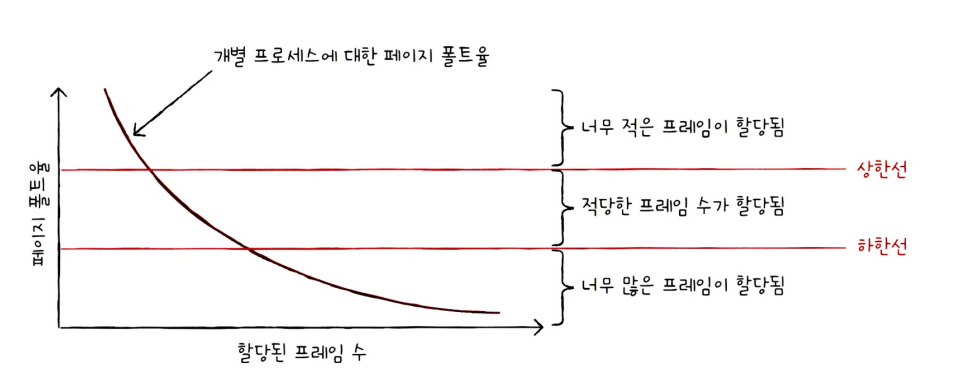 개별 프로세스에 대한 페이지 폴트율
너무 적은 프레임이 할당됨
상한선
페이지 폴트율
적당한 프레임 수가 할당됨
하한선
너무 많은 프레임이 할당됨
할당된 프레임 수